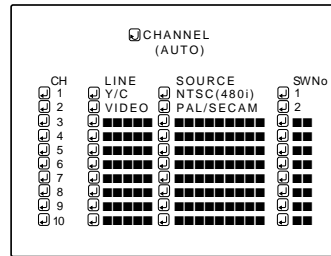 CHANNEL
(AUTO)
CH LINE SOURCE SWNo
1 Y/C NTSC(480i) 1
2 VIDEO PAL/SECAM 2
3 ■■■■■ ■■■■■■■■■ ■■
4 ■■■■■ ■■■■■■■■■ ■■
5 ■■■■■ ■■■■■■■■■ ■■
6 ■■■■■ ■■■■■■■■■ ■■
7 ■■■■■ ■■■■■■■■■ ■■
8 ■■■■■ ■■■■■■■■■ ■■
9 ■■■■■ ■■■■■■■■■ ■■
10 ■■■■■ ■■■■■■■■■ ■■